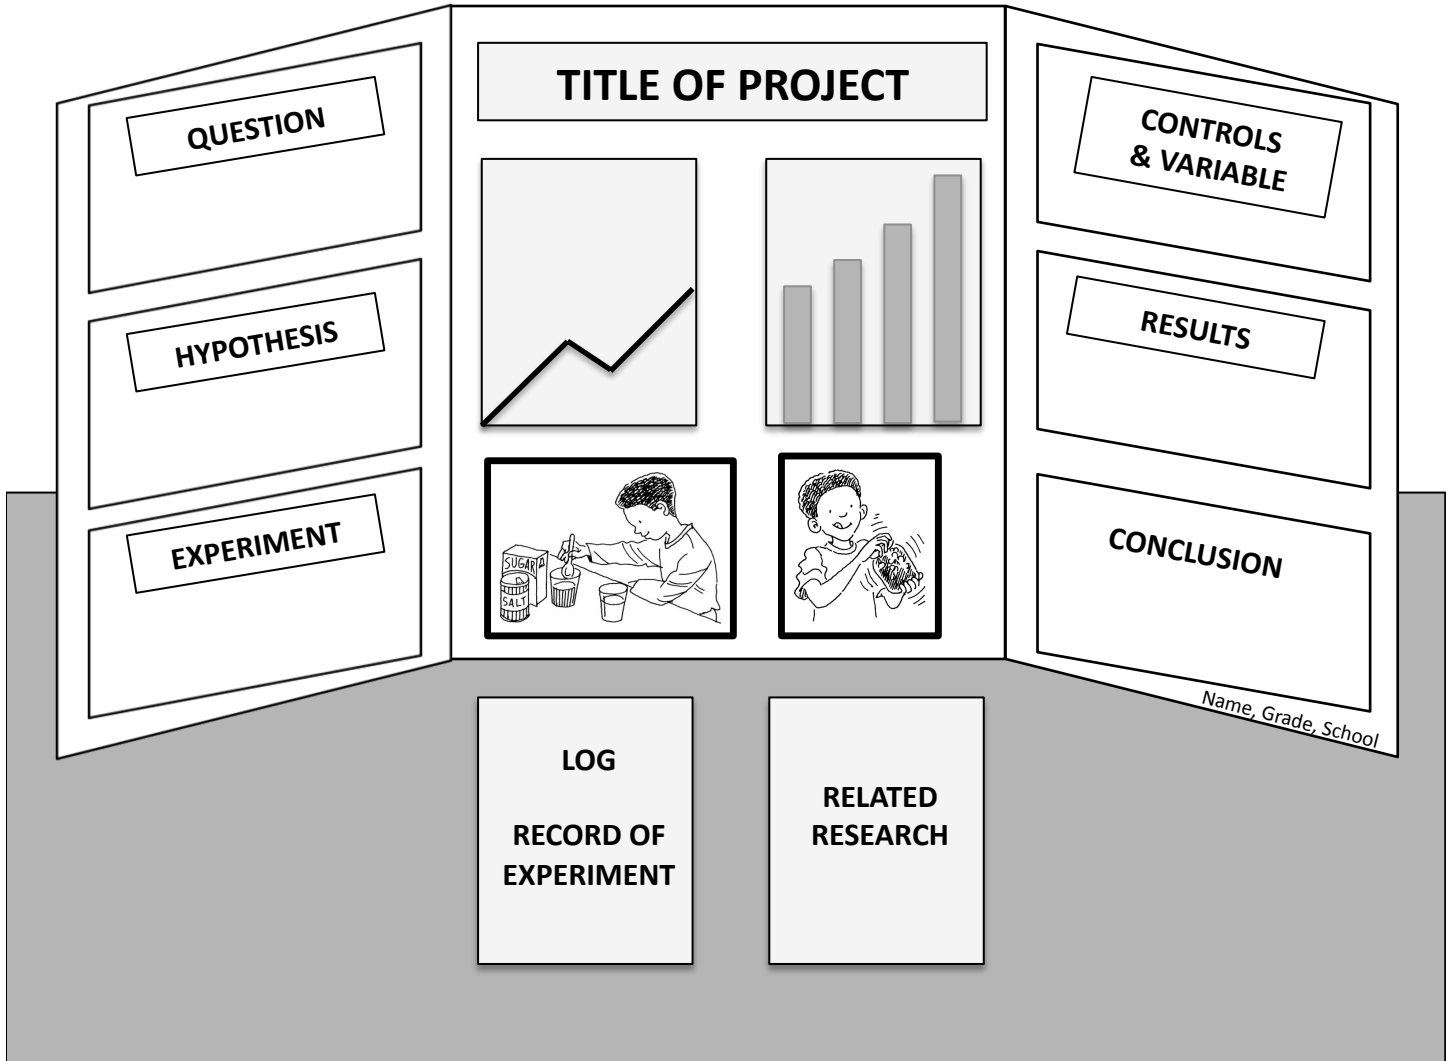 TITLE OF PROJECT
QUESTION
HYPOTHESIS
EXPERIMENT
SUGAR
SALT
CONTROLS
& VARIABLE
RESULTS
CONCLUSION
Name, Grade, School
LOG
RECORD OF
EXPERIMENT
RELATED
RESEARCH